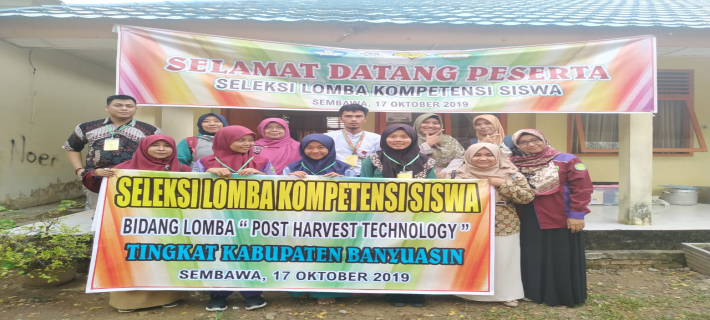 SELAMAT DATANG PESERTA
SELEKSI LOMBA KOMPETENSI SISWA
SEMBAWA, 17 OKTOBER 2019
Noer
SELEKSI LOMBA KOMPETENSI SISWA
BIDANG LOMBA " POST HARVEST TECHNOLOGY "
TINGKAT KABUPATEN BANYUASIN
SEMBAWA, 17 OKTOBER 2019